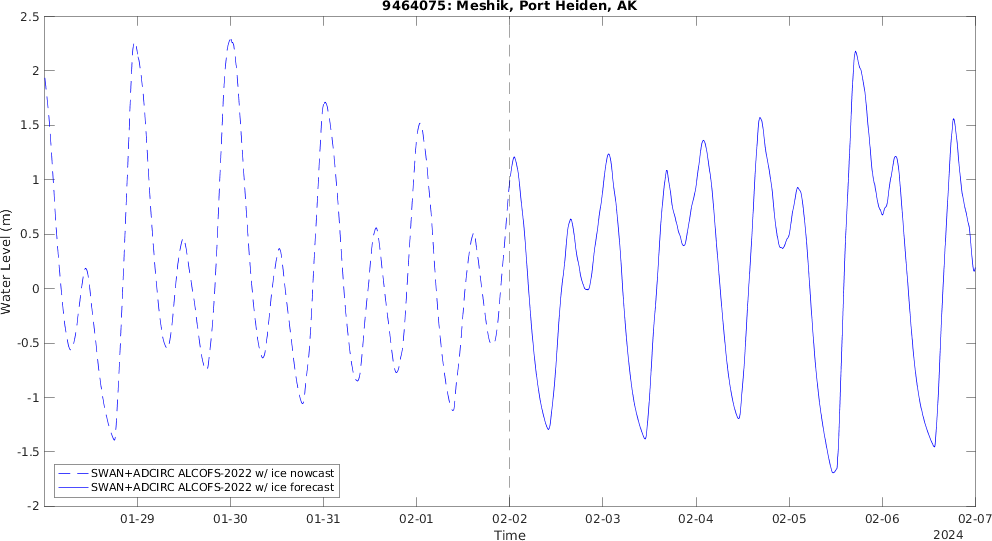 9464075: Meshik, Port Heiden, AK
Water Level (m)
2.5
2
1.5
1
0.5
0
-0.5
-1
-1.5
-2
SWAN+ADCIRC ALCOFS-2022 w/ ice nowcast
SWAN+ADCIRC ALCOFS-2022 w/ ice forecast
01-29 01-30 01-31 02-01 02-02 02-03 02-04 02-05 02-06 02-07
Time
2024